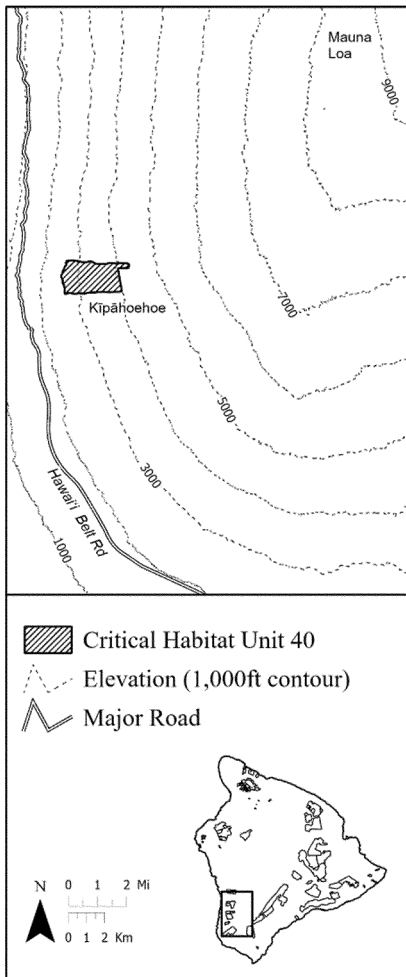 Mauna
Loa
9000
Kīpāhoehoe
7000
5000
3000
Hawai‘i Belt Rd
1000
Critical Habitat Unit 40
Elevation (1,000ft contour)
Major Road
N
0 1 2 Mi
0 1 2 Km